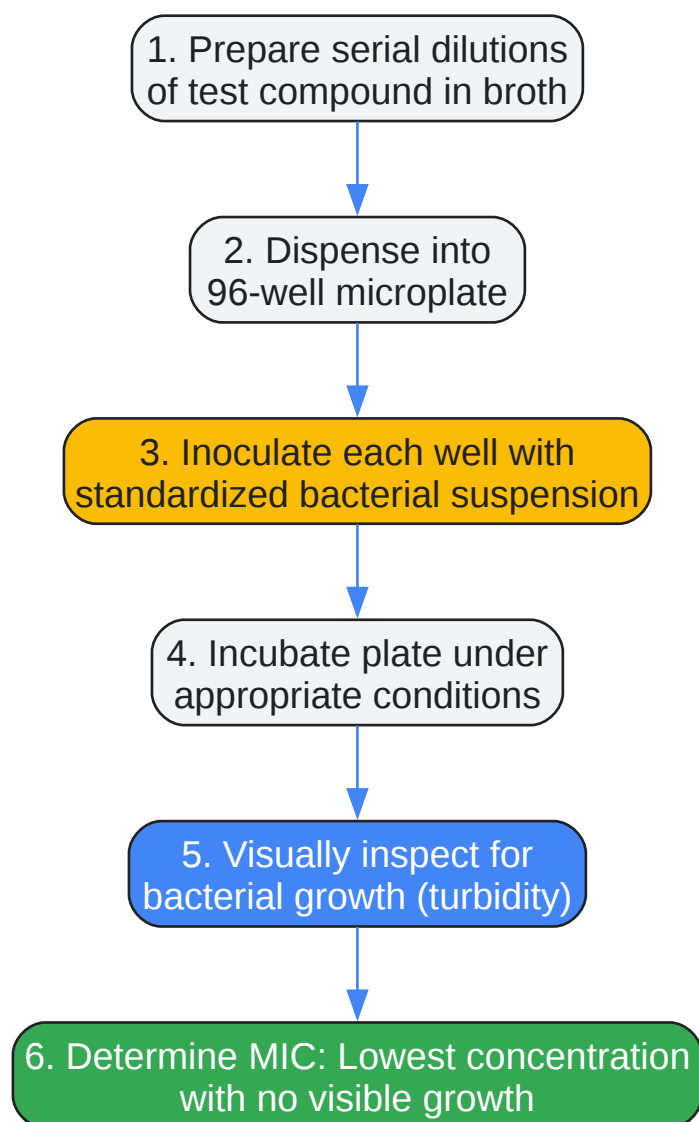 1. Prepare serial dilutions
of test compound in broth
2. Dispense into
96-well microplate
3. Inoculate each well with
standardized bacterial suspension
4. Incubate plate under
appropriate conditions
5. Visually inspect for
bacterial growth (turbidity)
6. Determine MIC: Lowest concentration
with no visible growth